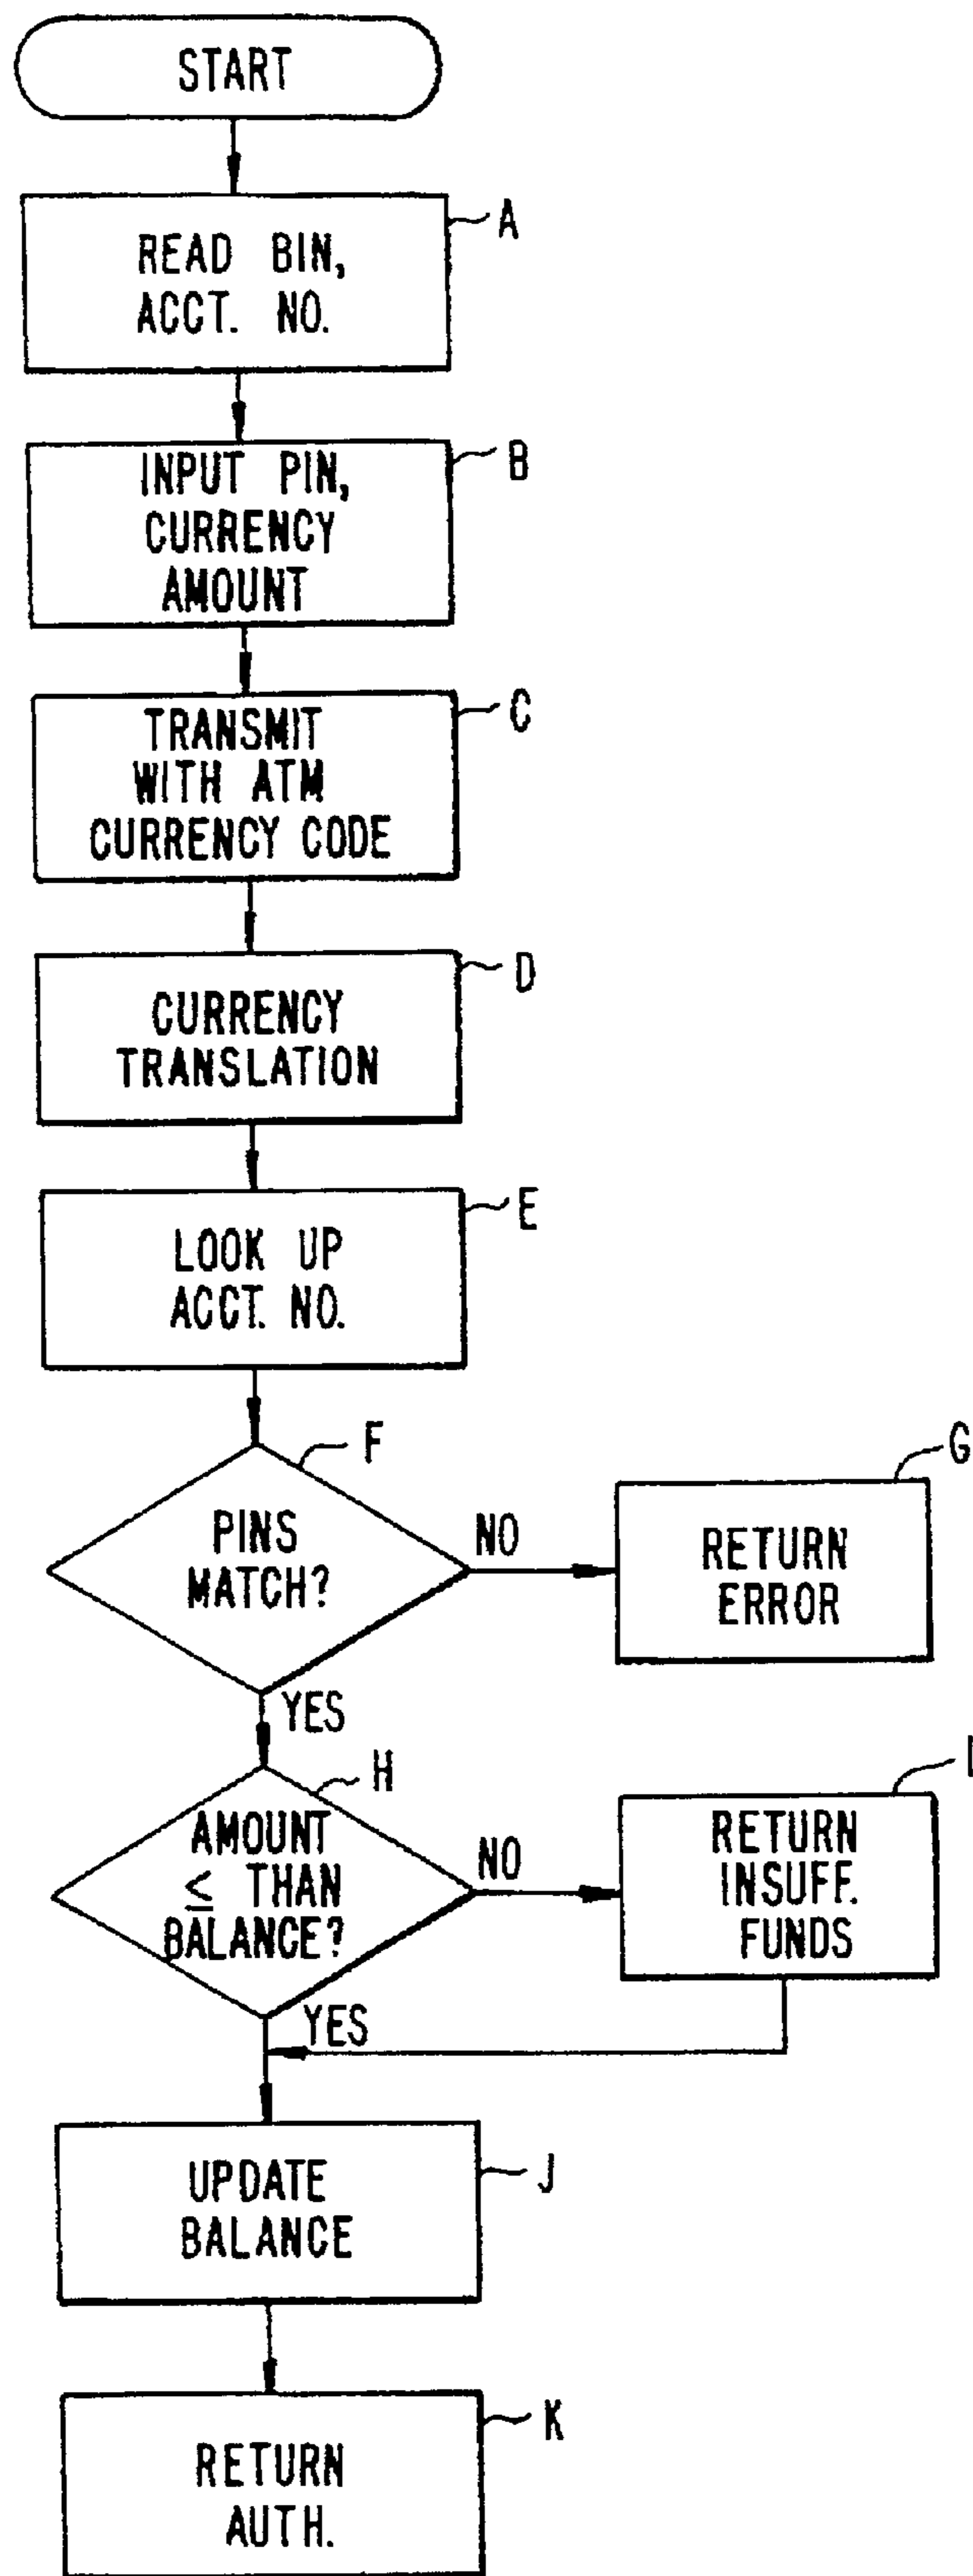 START
A
READ BIN,
ACCT. NO.
B
INPUT PIN,
CURRENCY
AMOUNT
C
TRANSMIT
WITH ATM
CURRENCY CODE
D
CURRENCY
TRANSLATION
E
LOOK UP
ACCT. NO.
F
PINS
MATCH?
NO
G
RETURN
ERROR
YES
H
AMOUNT
≤ THAN
BALANCE?
NO
RETURN
INSUFF.
FUNDS
YES
J
UPDATE
BALANCE
K
RETURN
AUTH.